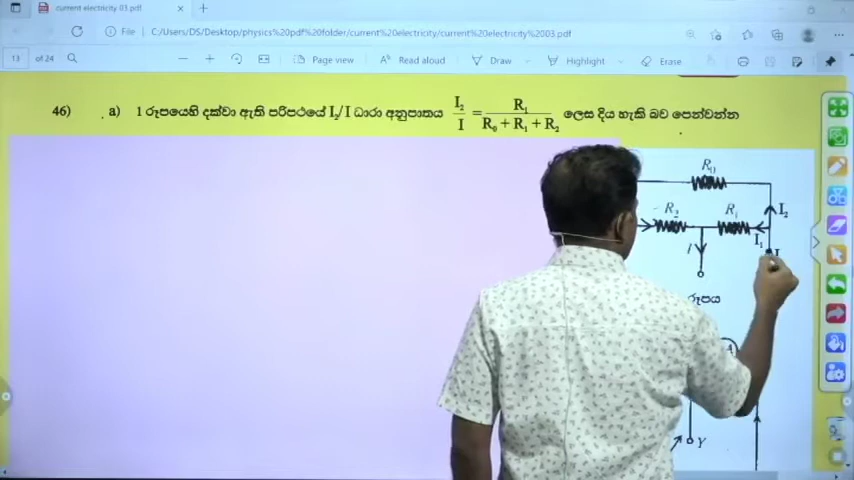 current electricity 03.pdf
File C:/Users/DS/Desktop/physics%20pdf%20folder/current%20electricity/current%20electricity%2003.pdf
13 of 24 Page view Read aloud Draw Highlight Erase
46) a) 1 රූපයෙහි දක්වා ඇති පරිපථයේ I₂/I ධාරා අනුපාතය I₂/I = R₁/(R₀ + R₁ + R₂) ලෙස දිය හැකි බව පෙන්වන්න
R₀
I₂
R₂ R₁
I₁
I I
රූපය
A
Y